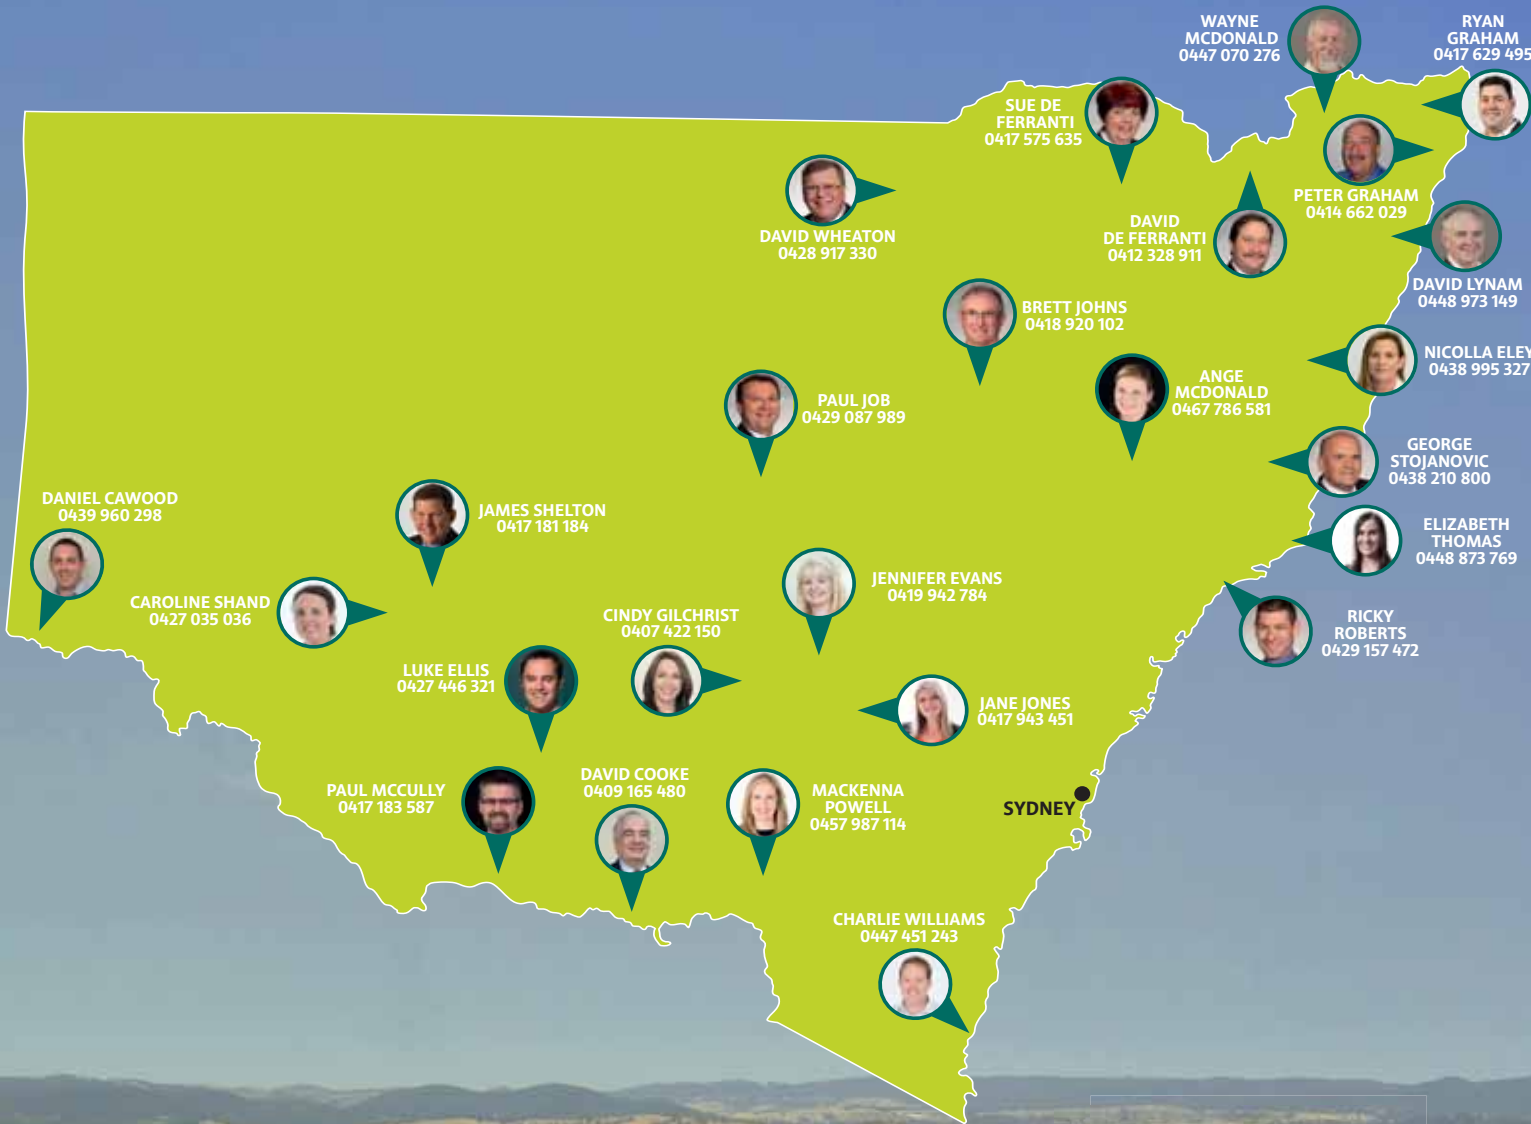 WAYNE
MCDONALD
0447 070 276
RYAN
GRAHAM
0417 629 495
SUE DE
FERRANTI
0417 575 635
PETER GRAHAM
0414 662 029
DAVID WHEATON
0428 917 330
DAVID
DE FERRANTI
0412 328 911
DAVID LYNAM
0448 973 149
BRETT JOHNS
0418 920 102
NICOLLA ELEY
0438 995 327
ANGE
MCDONALD
0467 786 581
PAUL JOB
0429 087 989
GEORGE
STOJANOVIC
0438 210 800
DANIEL CAWOOD
0439 960 298
JAMES SHELTON
0417 181 184
ELIZABETH
THOMAS
0448 873 769
JENNIFER EVANS
0419 942 784
CAROLINE SHAND
0427 035 036
CINDY GILCHRIST
0407 422 150
RICKY
ROBERTS
0429 157 472
LUKE ELLIS
0427 446 321
JANE JONES
0417 943 451
DAVID COOKE
0409 165 480
PAUL MCCULLY
0417 183 587
MACKENNA
POWELL
0457 987 114
SYDNEY
CHARLIE WILLIAMS
0447 451 243